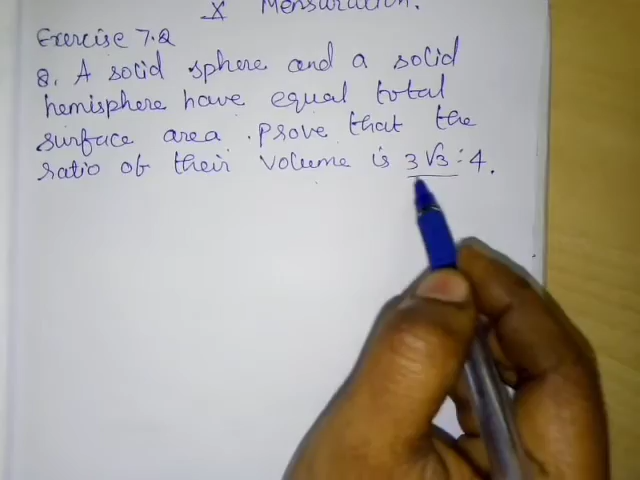 X Mensuration.
Exercise 7.2
Q. A solid sphere and a solid
hemisphere have equal total
surface area . prove that the
ratio of their volume is 3√3 : 4.